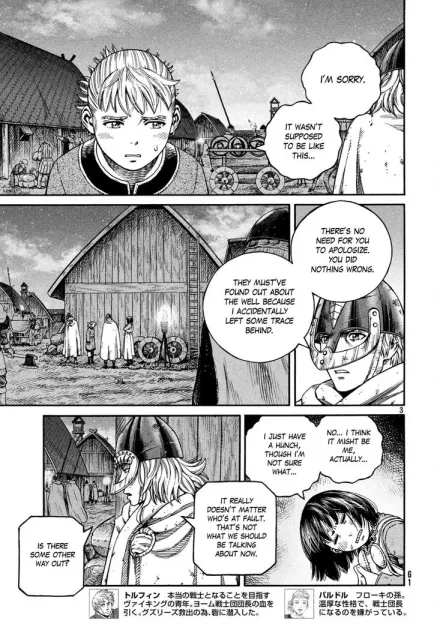 I'M SORRY.
IT WASN'T
SUPPOSED
TO BE LIKE
THIS...
THERE'S
NO NEED
FOR YOU TO
APOLOGIZE.
YOU DID
NOTHING WRONG.
THEY MUST'VE
FOUND OUT ABOUT
THE WELL BECAUSE
I ACCIDENTALLY
LEFT SOME TRACE
BEHIND.
3
NO... I THINK
IT MIGHT BE
ME,
ACTUALLY...
I JUST
HAVE A
HUNCH,
THOUGH I'M
NOT SURE
WHAT...
IT REALLY
DOESN'T MATTER
WHO'S AT FAULT.
THAT'S NOT
WHAT WE SHOULD
BE TALKING
ABOUT NOW.
IS THERE
SOME OTHER
WAY OUT?
61
トルフィン 本当の戦士となることを目指す
ヴァイキングの青年。ヨーム戦士団団長の血を
引く。グズリーズ救出の為、砦に潜入した。
バルドル フローキの孫。
温厚な性格で、戦士団長
になるのを嫌がっている。